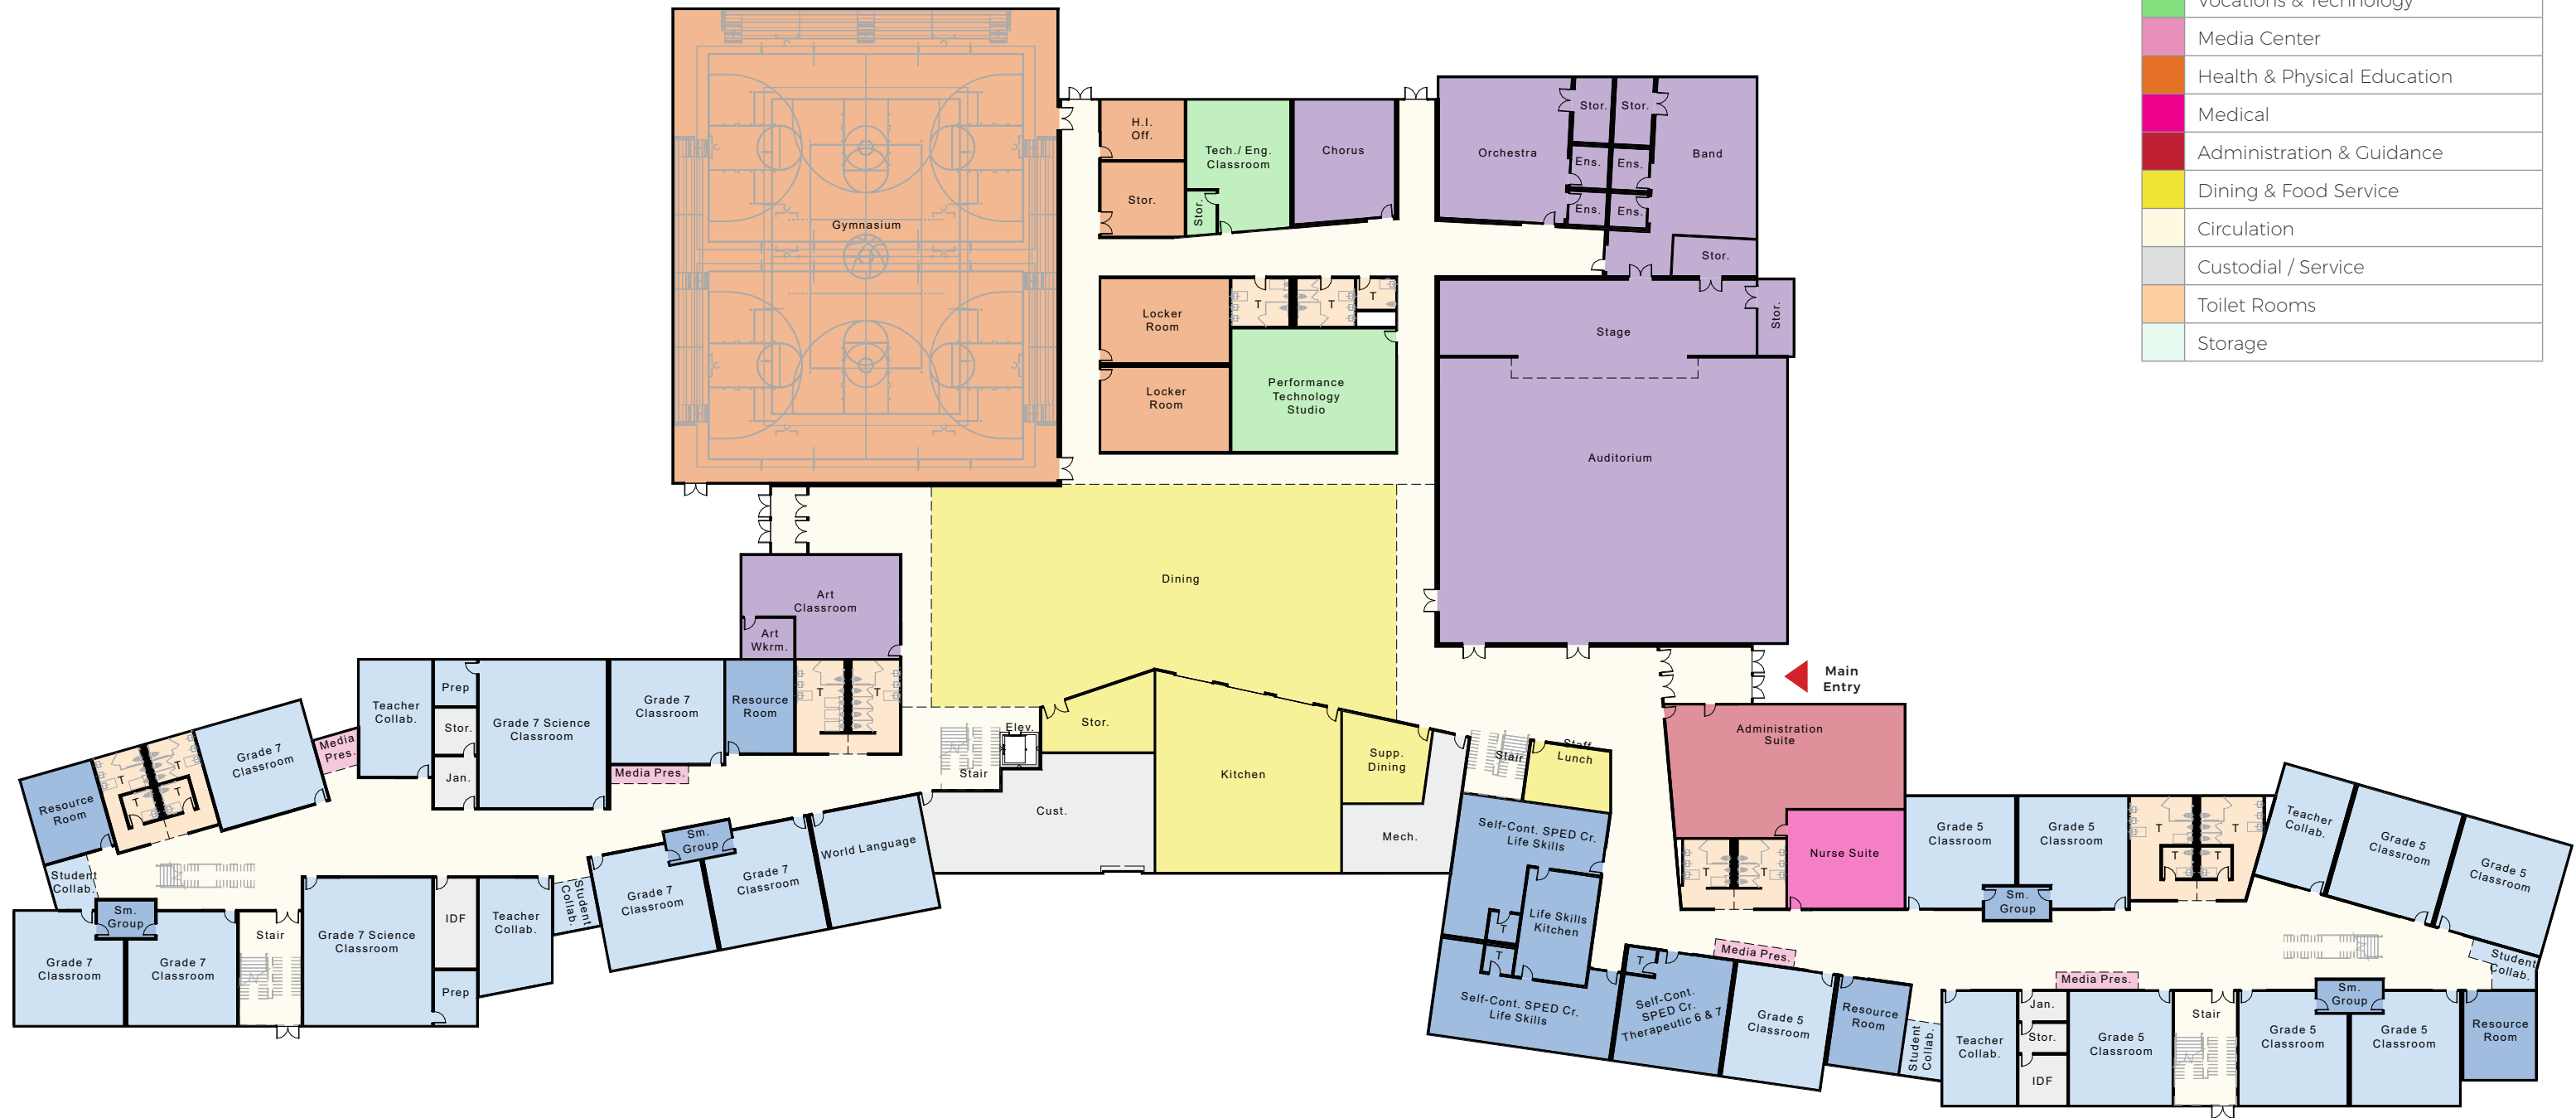 Vocations & Technology
Media Center
Health & Physical Education
Medical
Administration & Guidance
Dining & Food Service
Circulation
Custodial / Service
Toilet Rooms
Storage
Gymnasium
H.I.
Off.
Stor.
Tech./ Eng.
Classroom
Stor.
Chorus
Orchestra
Stor.
Stor.
Ens.
Ens.
Ens.
Ens.
Band
Stor.
Locker
Room
T
T
T
Locker
Room
Performance
Technology
Studio
Stage
Stor.
Auditorium
Dining
Art
Classroom
Art
Wkrm.
Main
Entry
Teacher
Collab.
Prep
Stor.
Jan.
Grade 7 Science
Classroom
Grade 7
Classroom
Media Pres.
Resource
Room
T
T
Media
Pres.
Grade 7
Classroom
T
T
T
T
Resource
Room
Student
Collab.
Elev.
Stair
Stor.
Cust.
Kitchen
Supp.
Dining
Mech.
Stair
Staff
Lunch
Administration
Suite
Nurse Suite
T
T
Sm.
Group
Grade 7
Classroom
Grade 7
Classroom
World Language
Student
Collab.
Sm.
Group
Grade 7
Classroom
Grade 7
Classroom
Stair
Grade 7 Science
Classroom
IDF
Prep
Teacher
Collab.
Self-Cont. SPED Cr.
Life Skills
Life Skills
Kitchen
T
T
Self-Cont. SPED Cr.
Life Skills
T
Self-Cont.
SPED Cr.
Therapeutic 6 & 7
Media Pres.
Grade 5
Classroom
Resource
Room
Student
Collab.
Grade 5
Classroom
Grade 5
Classroom
Sm.
Group
T
T
T
T
Teacher
Collab.
Grade 5
Classroom
Grade 5
Classroom
Student
Collab.
Media Pres.
Teacher
Collab.
Jan.
Stor.
IDF
Grade 5
Classroom
Stair
Sm.
Group
Grade 5
Classroom
Grade 5
Classroom
Resource
Room